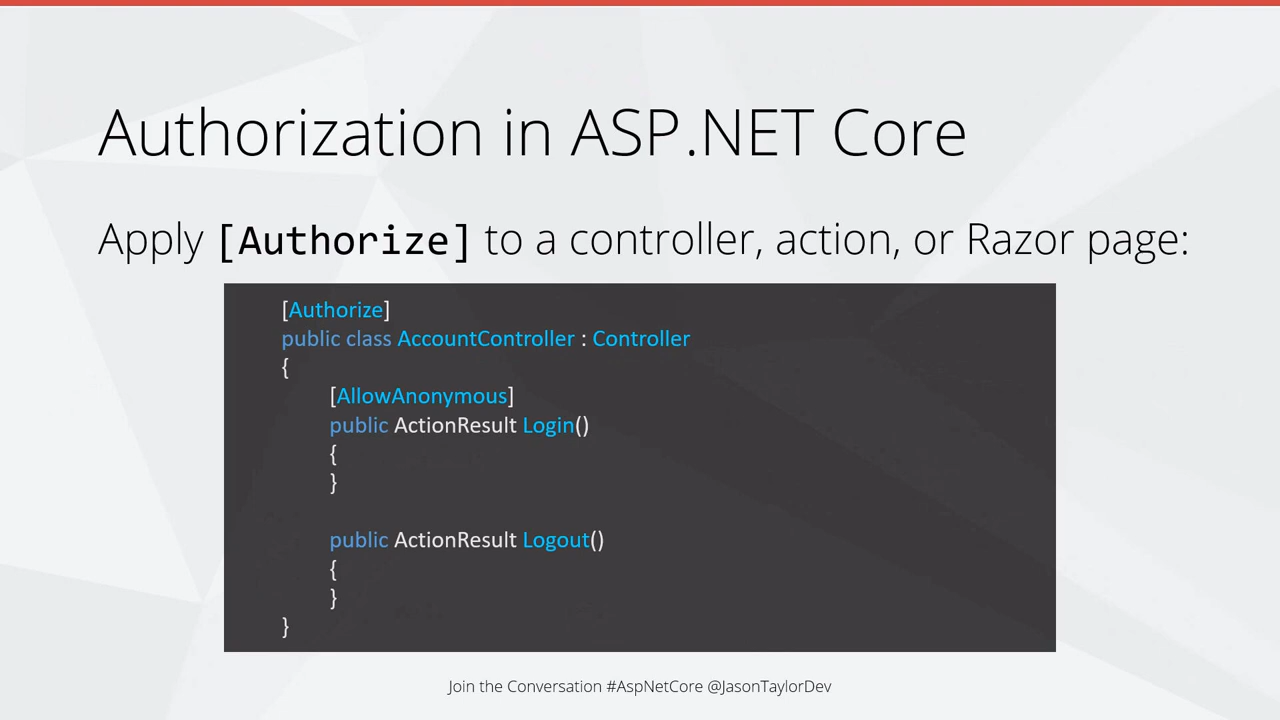 Authorization in ASP.NET Core
Apply [Authorize] to a controller, action, or Razor page:
[Authorize]
public class AccountController : Controller
{
[AllowAnonymous]
public ActionResult Login()
{
}
public ActionResult Logout()
{
}
}
Join the Conversation #AspNetCore @JasonTaylorDev